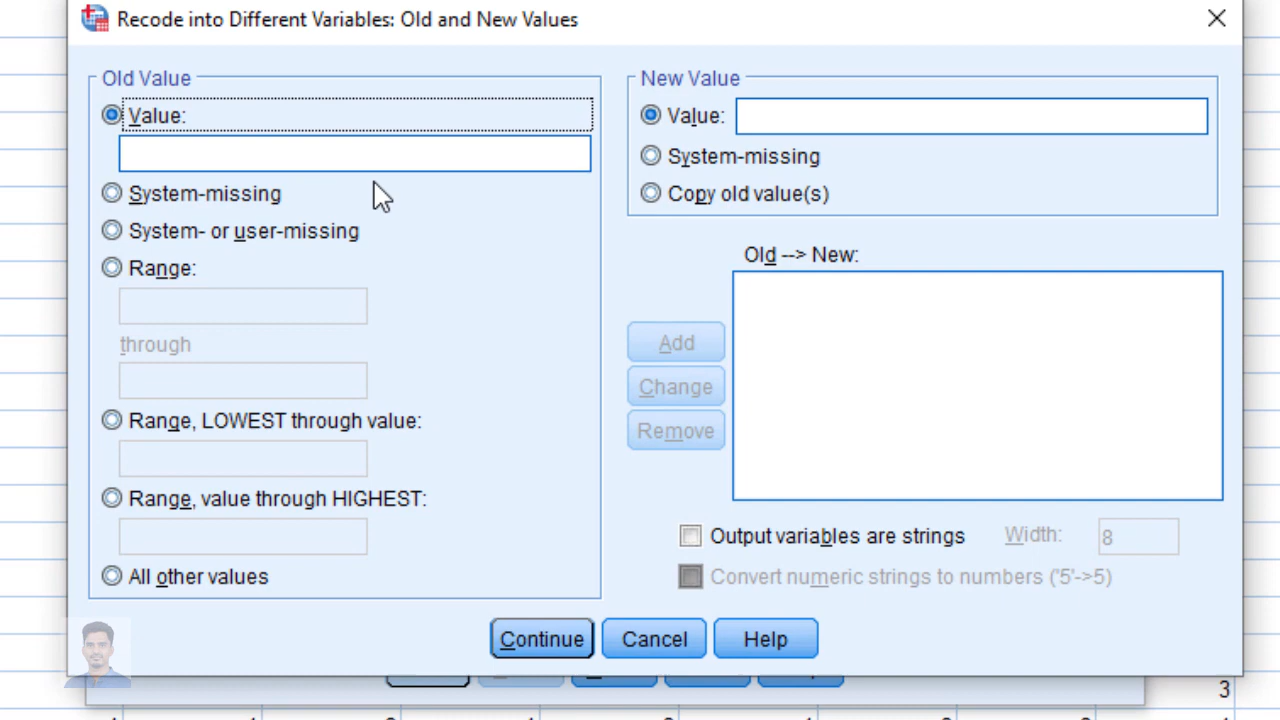 Recode into Different Variables: Old and New Values
Old Value
Value:
System-missing
System- or user-missing
Range:
through
Range, LOWEST through value:
Range, value through HIGHEST:
All other values
New Value
Value:
System-missing
Copy old value(s)
Old --> New:
Add
Change
Remove
Output variables are strings Width: 8
Convert numeric strings to numbers ('5'->5)
Continue Cancel Help
3